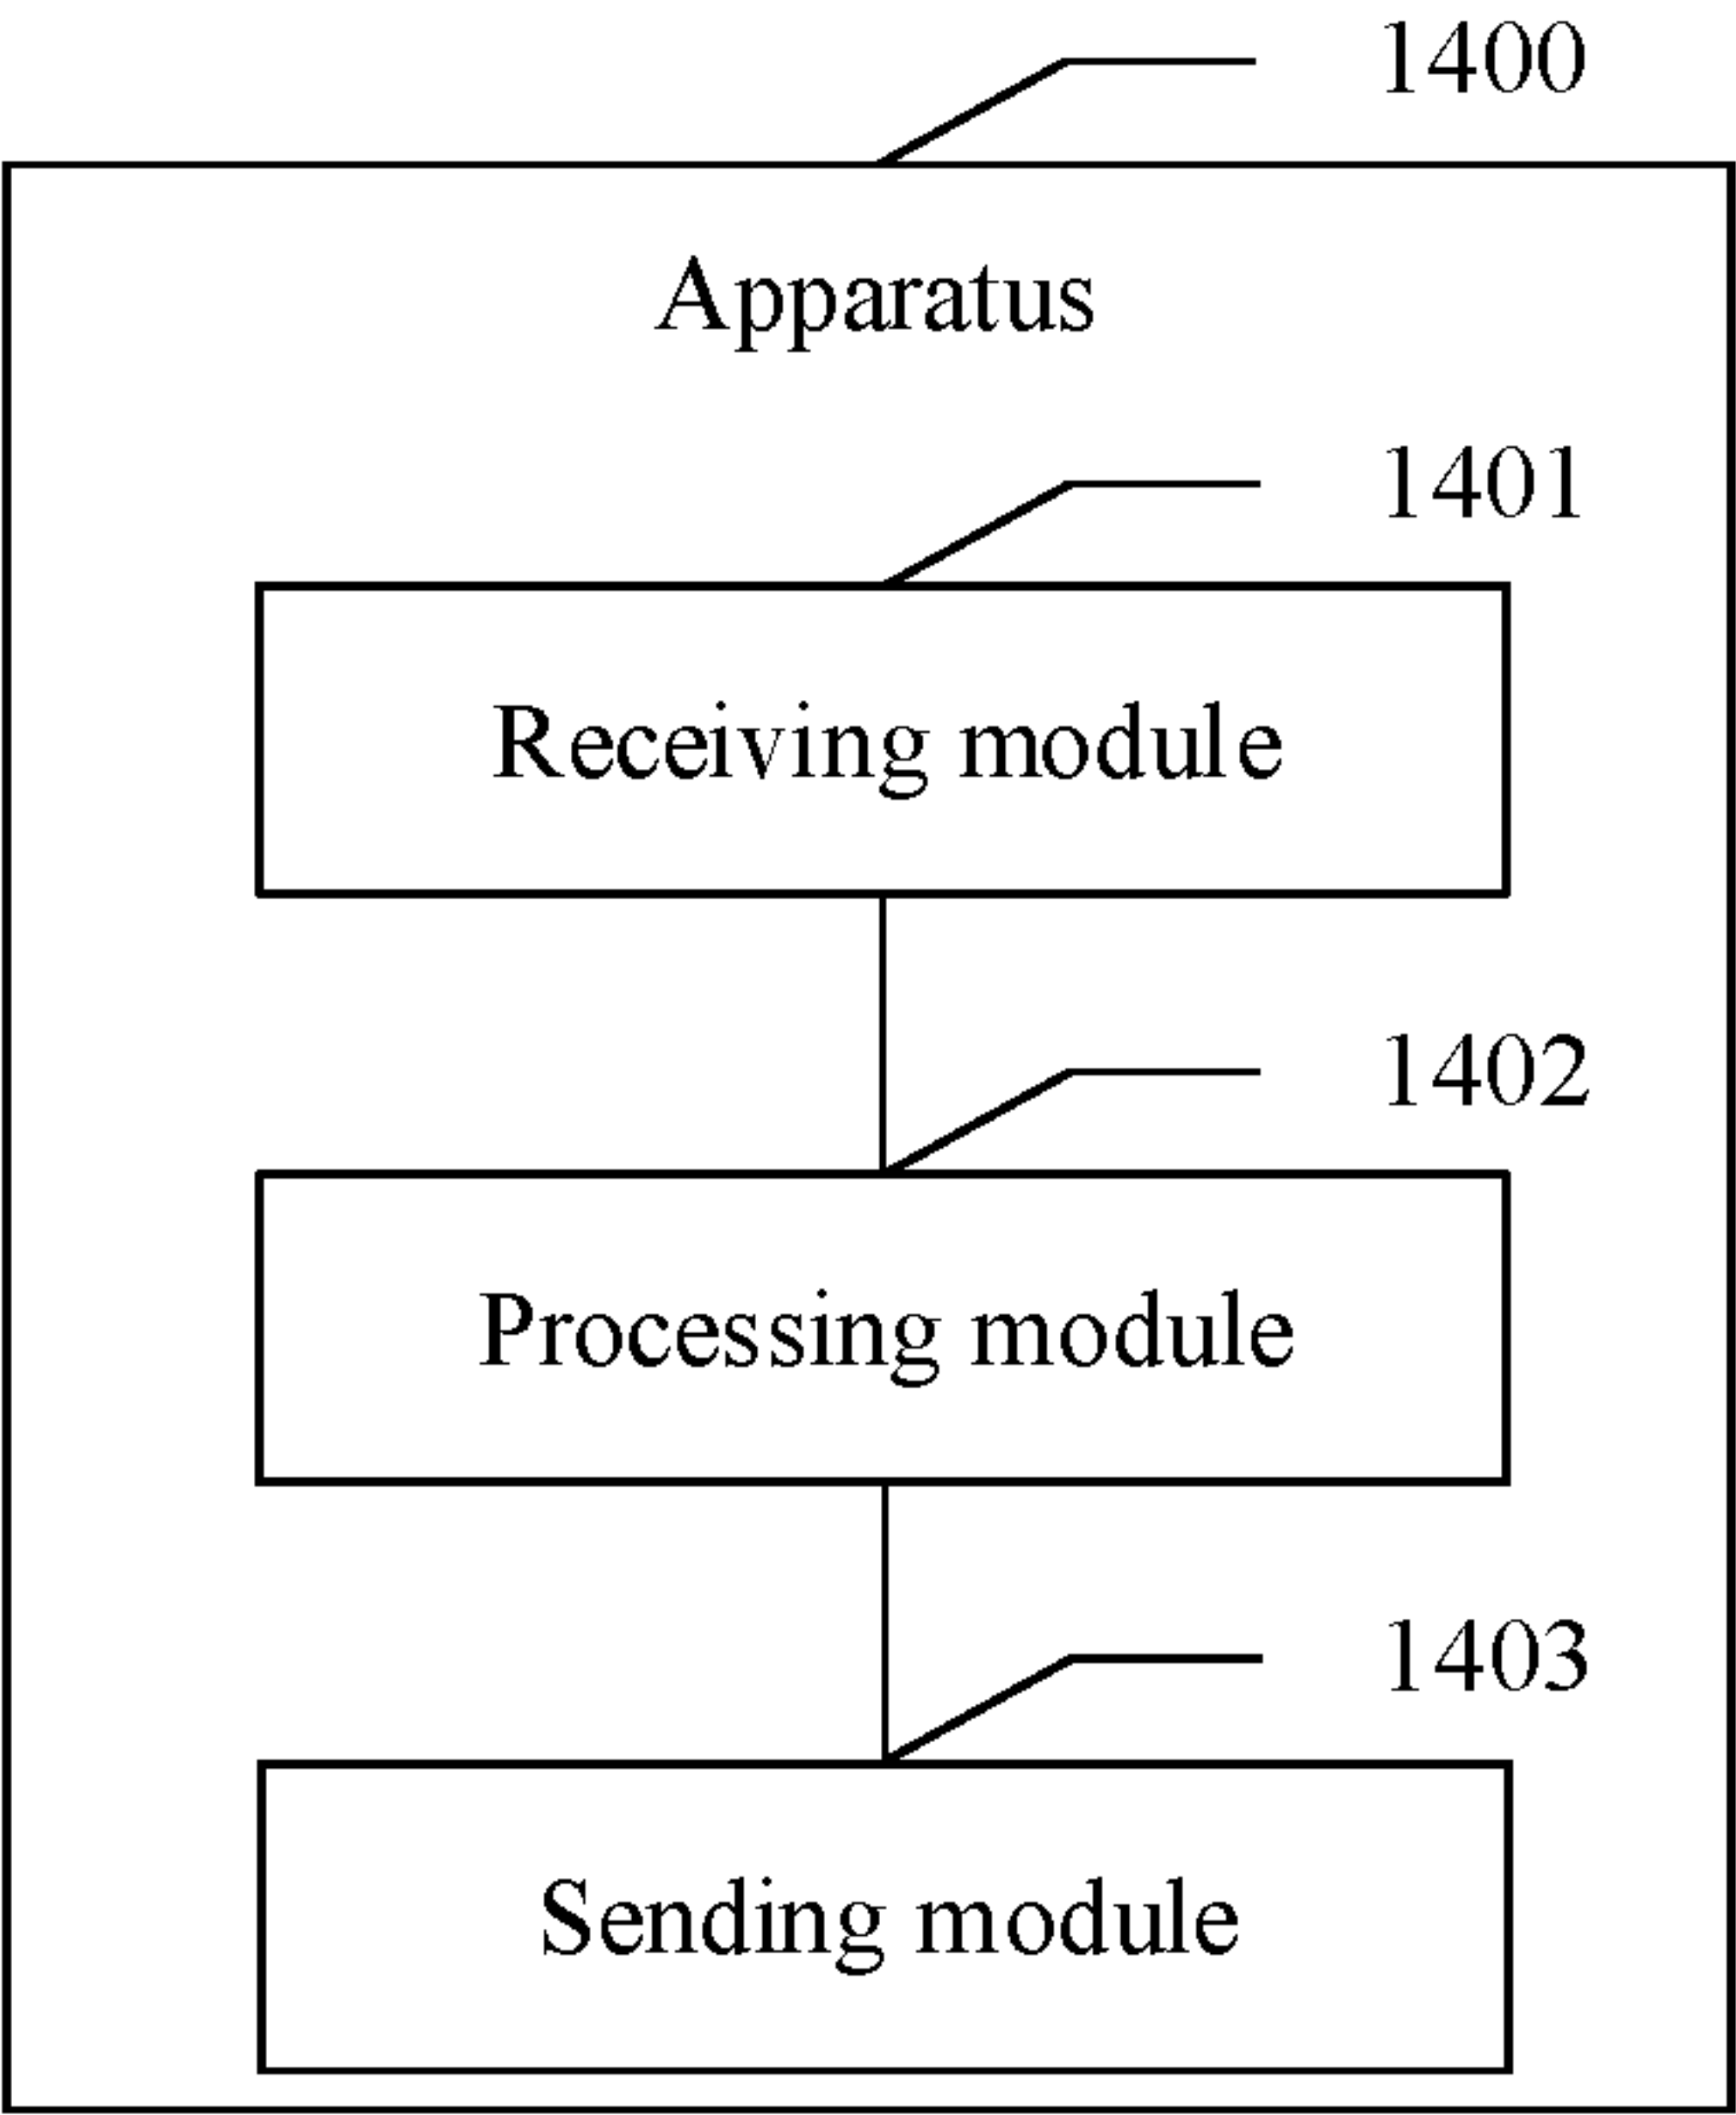 1400
Apparatus
1401
Receiving module
1402
Processing module
1403
Sending module